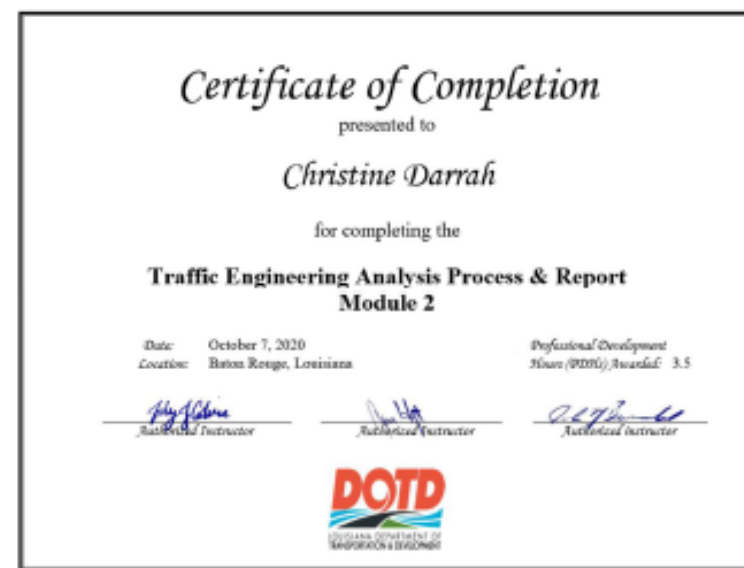 Certificate of Completion
presented to
Christine Darrah
for completing the
Traffic Engineering Analysis Process & Report
Module 2
Date: October 7, 2020
Location: Baton Rouge, Louisiana
Professional Development
Hours (PDHs) Awarded: 3.5
Authorized Instructor
Authorized Instructor
Authorized Instructor
DOTD
LOUISIANA DEPARTMENT OF
TRANSPORTATION & DEVELOPMENT